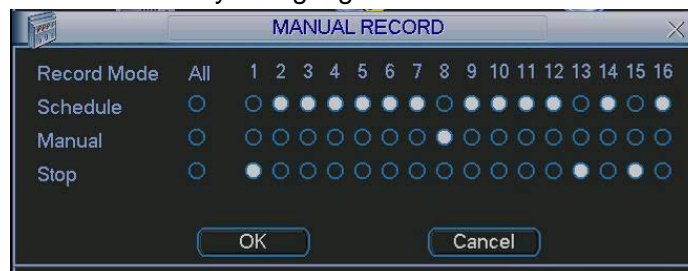 MANUAL RECORD
Record Mode All 1 2 3 4 5 6 7 8 9 10 11 12 13 14 15 16
Schedule
Manual
Stop
OK Cancel